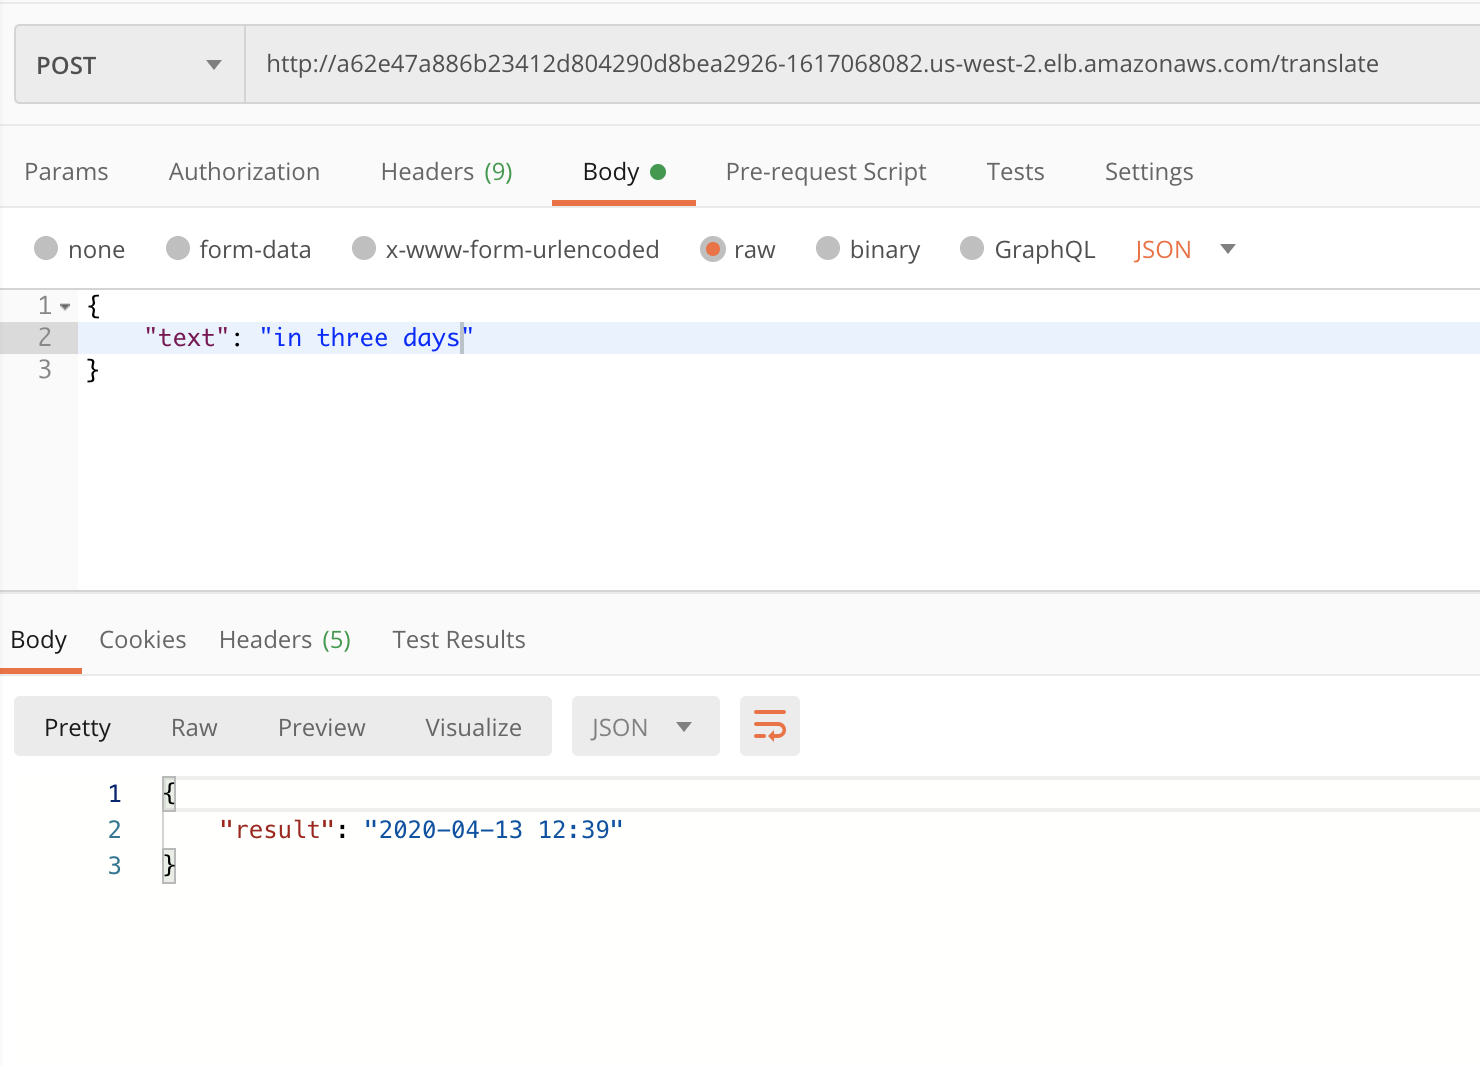 POST http://a62e47a886b23412d804290d8bea2926-1617068082.us-west-2.elb.amazonaws.com/translate
Params Authorization Headers (9) Body Pre-request Script Tests Settings
none form-data x-www-form-urlencoded raw binary GraphQL JSON
1 {
2 "text": "in three days"
3 }
Body Cookies Headers (5) Test Results
Pretty Raw Preview Visualize JSON
1 {
2 "result": "2020-04-13 12:39"
3 }